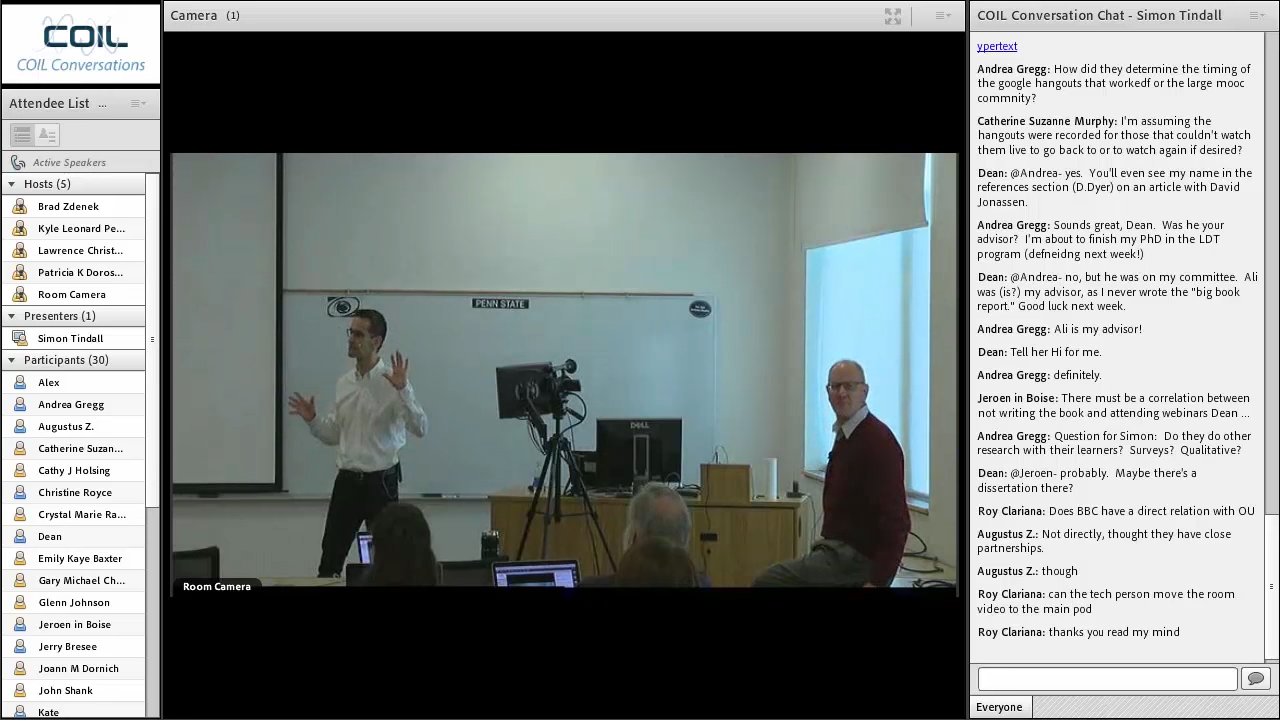 COIL
COIL Conversations
Attendee List ...
Active Speakers
Hosts (5)
Brad Zdenek
Kyle Leonard Pe...
Lawrence Christ...
Patricia K Doros...
Room Camera
Presenters (1)
Simon Tindall
Participants (30)
Alex
Andrea Gregg
Augustus Z.
Catherine Suzan...
Cathy J Holsing
Christine Royce
Crystal Marie Ra...
Dean
Emily Kaye Baxter
Gary Michael Ch...
Glenn Johnson
Jeroen in Boise
Jerry Bresee
Joann M Dornich
John Shank
Kate
Camera (1)
PENN STATE
DELL
Room Camera
COIL Conversation Chat - Simon Tindall
ypertext
Andrea Gregg: How did they determine the timing of
the google hangouts that workedf or the large mooc
commnity?
Catherine Suzanne Murphy: I'm assuming the
hangouts were recorded for those that couldn't watch
them live to go back to or to watch again if desired?
Dean: @Andrea- yes. You'll even see my name in the
references section (D.Dyer) on an article with David
Jonassen.
Andrea Gregg: Sounds great, Dean. Was he your
advisor? I'm about to finish my PhD in the LDT
program (defneidng next week!)
Dean: @Andrea- no, but he was on my committee. Ali
was (is?) my advisor, as I never wrote the "big book
report." Good luck next week.
Andrea Gregg: Ali is my advisor!
Dean: Tell her Hi for me.
Andrea Gregg: definitely.
Jeroen in Boise: There must be a correlation between
not writing the book and attending webinars Dean ...
Andrea Gregg: Question for Simon: Do they do other
research with their learners? Surveys? Qualitative?
Dean: @Jeroen- probably. Maybe there's a
dissertation there?
Roy Clariana: Does BBC have a direct relation with OU
Augustus Z.: Not directly, thought they have close
partnerships.
Augustus Z.: though
Roy Clariana: can the tech person move the room
video to the main pod
Roy Clariana: thanks you read my mind
Everyone